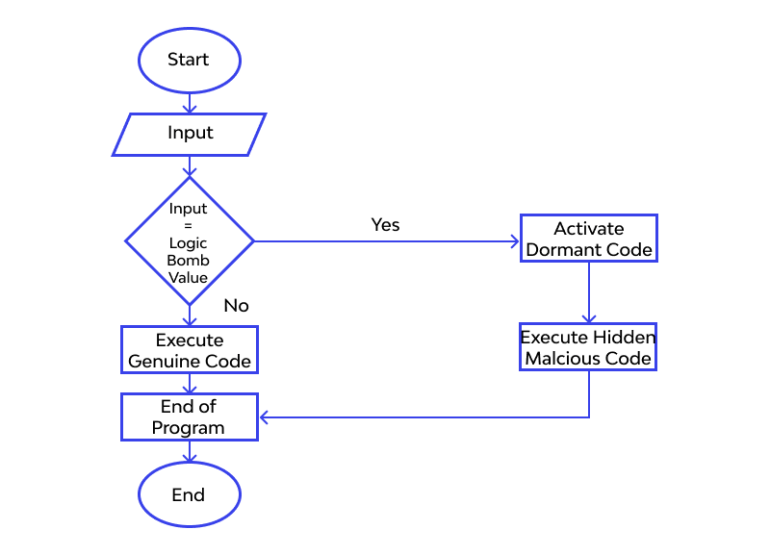 Start
Input
Input
=
Logic
Bomb
Value
Yes
Activate
Dormant Code
No
Execute
Genuine Code
Execute Hidden
Malcious Code
End of
Program
End